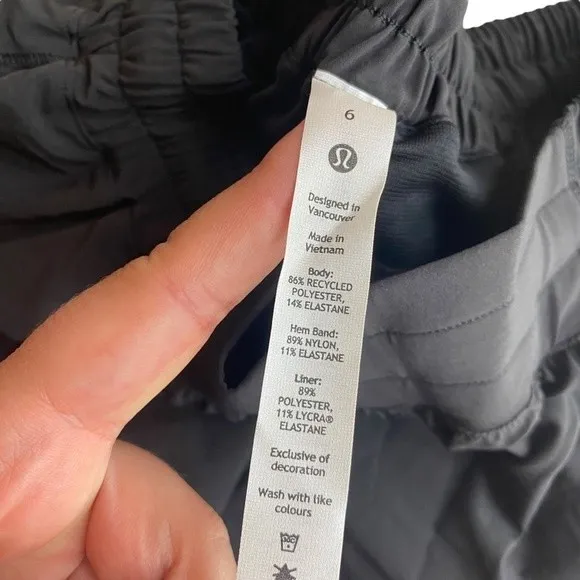 6
Designed in
Vancouver
Made in
Vietnam
Body:
86% RECYCLED
POLYESTER,
14% ELASTANE
Hem Band:
89% NYLON,
11% ELASTANE
Liner:
89%
POLYESTER,
11% LYCRA®
ELASTANE
Exclusive of
decoration
Wash with like
colours